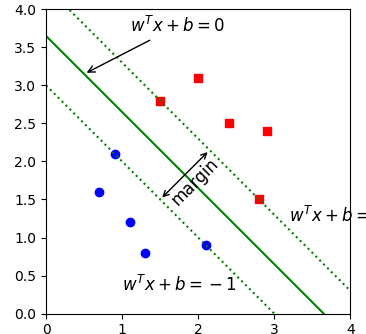 4.0
3.5
3.0
2.5
2.0
1.5
1.0
0.5
0.0
w^T x + b = 0
margin
w^T x + b =
w^T x + b = −1
0 1 2 3 4